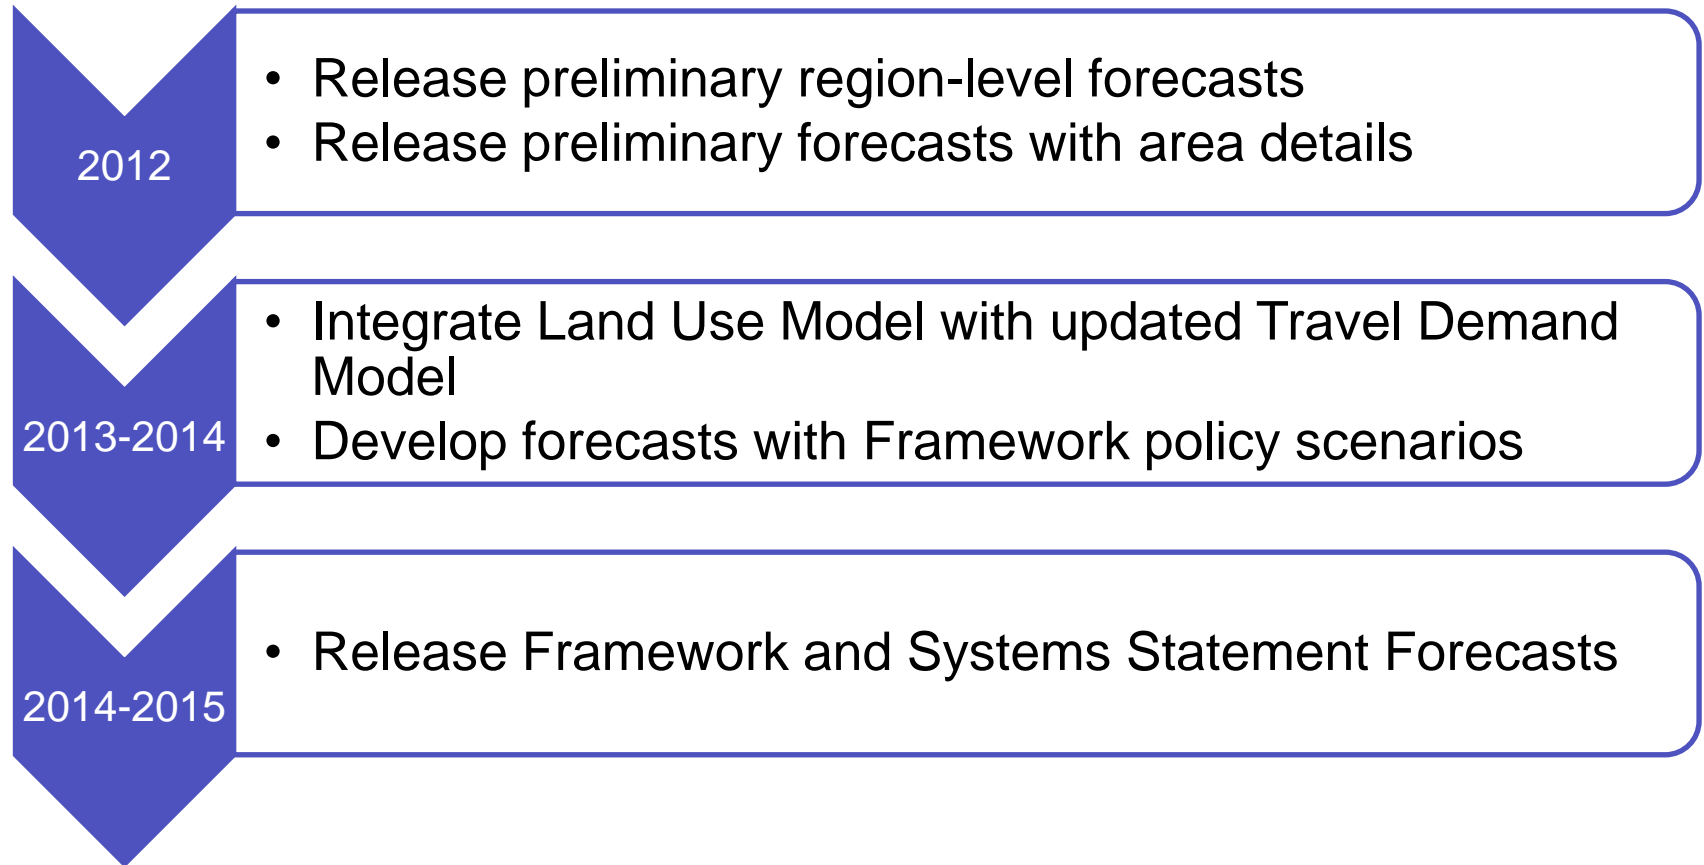 2012
• Release preliminary region-level forecasts
• Release preliminary forecasts with area details
2013-2014
• Integrate Land Use Model with updated Travel Demand
Model
• Develop forecasts with Framework policy scenarios
2014-2015
• Release Framework and Systems Statement Forecasts